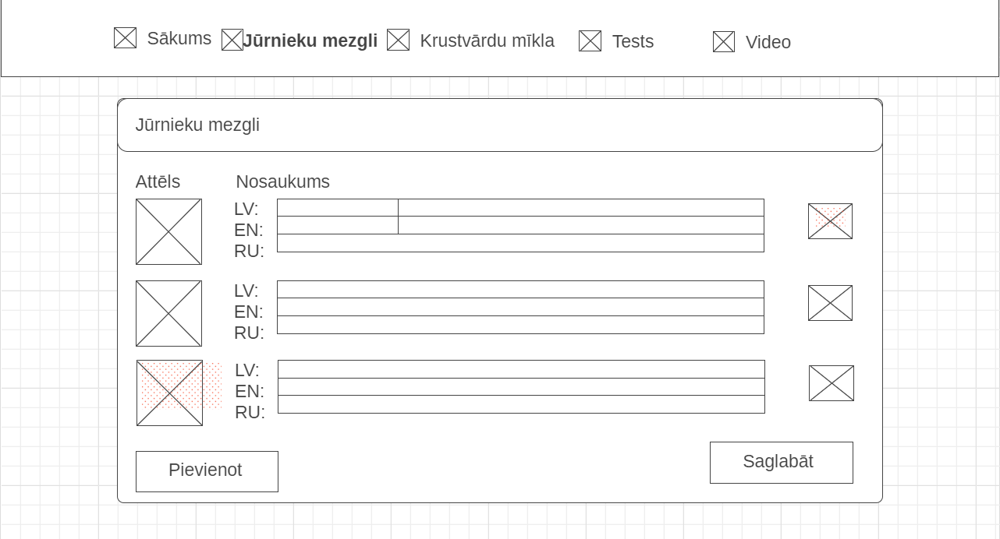 Sākums Jūrnieku mezgli Krustvārdu mīkla Tests Video
Jūrnieku mezgli
Attēls Nosaukums
LV:
EN:
RU:
LV:
EN:
RU:
LV:
EN:
RU:
Pievienot Saglabāt